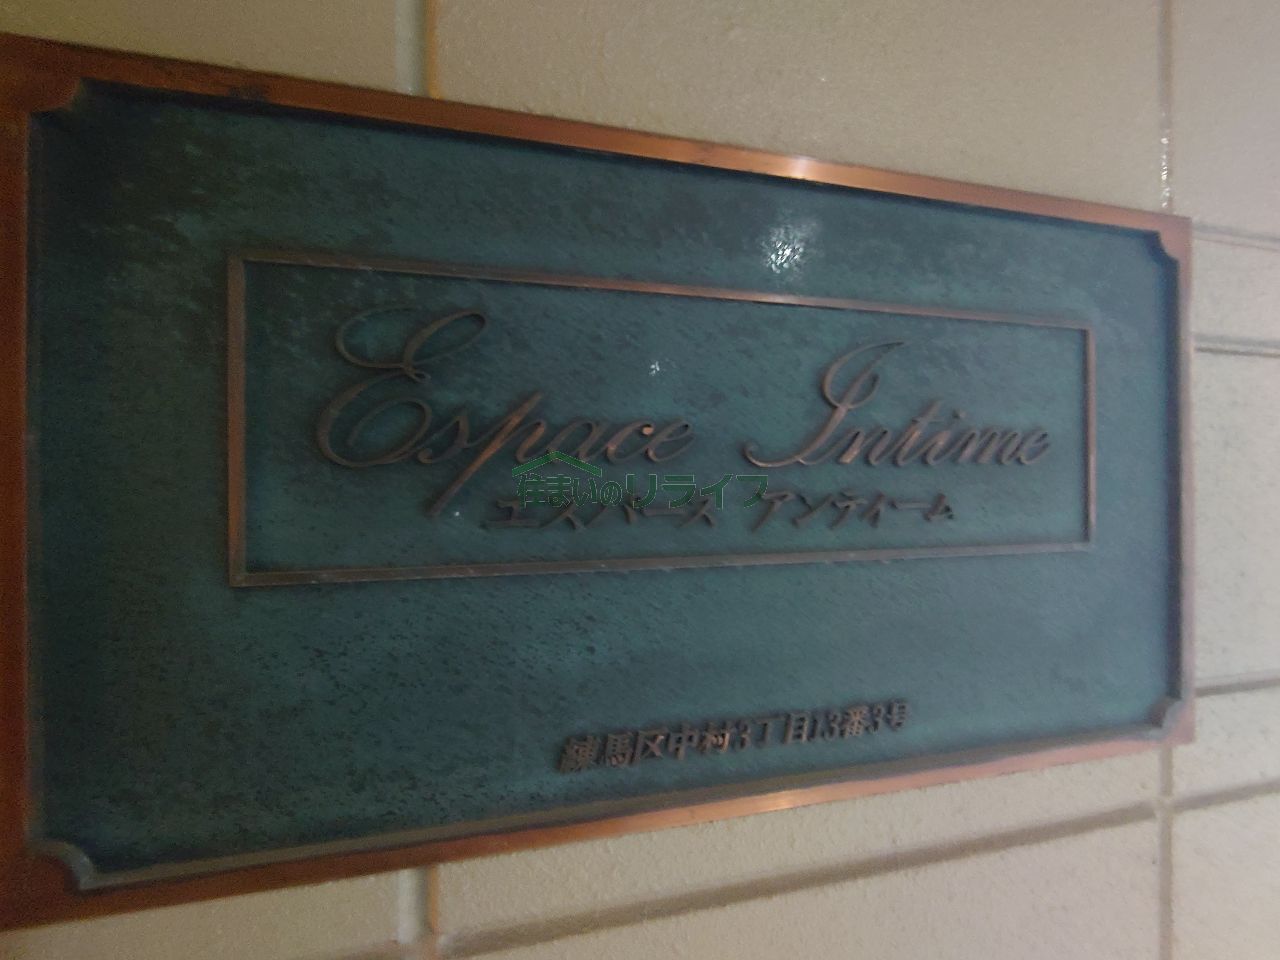 Espace Intime
エスパース アンティーム
住まいのリライフ
練馬区中村3丁目13番3号